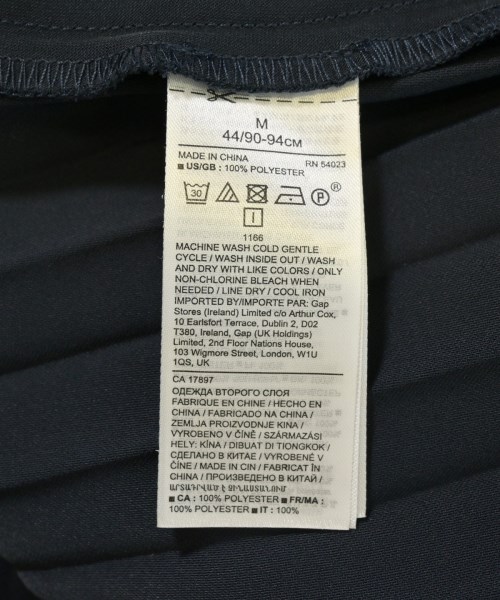 M
44/90-94CM
MADE IN CHINA RN 54023
■ US/GB : 100% POLYESTER
30 P ®
I
1166
MACHINE WASH COLD GENTLE
CYCLE / WASH INSIDE OUT / WASH
AND DRY WITH LIKE COLORS / ONLY
NON-CHLORINE BLEACH WHEN
NEEDED / LINE DRY / COOL IRON
IMPORTED BY/IMPORTE PAR: Gap
Stores (Ireland) Limited c/o Arthur Cox,
10 Earlsfort Terrace, Dublin 2, D02
T380, Ireland, Gap (UK Holdings)
Limited, 2nd Floor Nations House,
103 Wigmore Street, London, W1U
1QS, UK
CA 17897
ОДЕЖДА ВТОРОГО СЛОЯ
FABRIQUE EN CHINE / HECHO EN
CHINA / FABRICADO NA CHINA /
ZEMLJA PROIZVODNJE KINA /
VYROBENO V ČÍNĚ / SZÁRMAZÁSI
HELY: KÍNA / DIBUAT DI TIONGKOK /
СДЕЛАНО В КИТАЕ / VYROBENÉ V
ČÍNE / MADE IN CIN / FABRICAT ÎN
CHINA / ПРОИЗВЕДЕНО В КИТАЙ /
ԱՐՏԱԴՐՎԱԾ Է ՉԻՆԱՍՏԱՆՈՒՄ
■ CA : 100% POLYESTER ■ FR/MA :
100% POLYESTER ■ IT : 100%